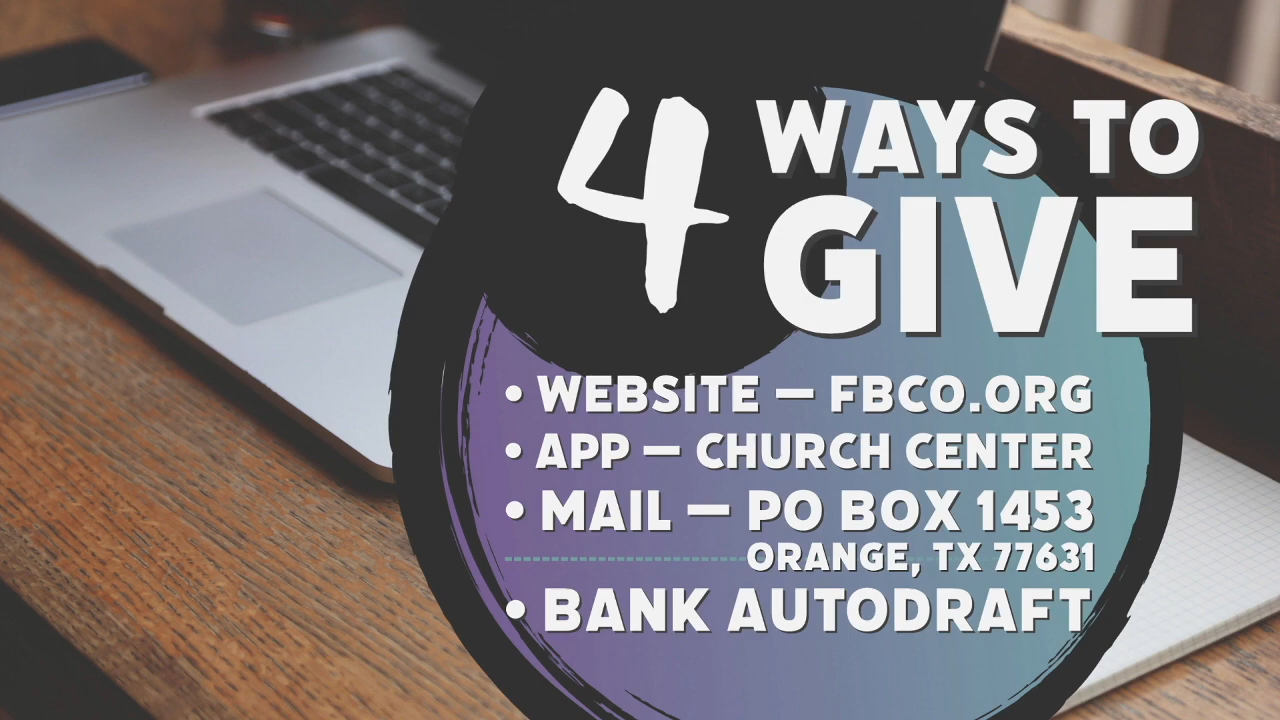 4 WAYS TO
GIVE
• WEBSITE — FBCO.ORG
• APP — CHURCH CENTER
• MAIL — PO BOX 1453
ORANGE, TX 77631
• BANK AUTODRAFT